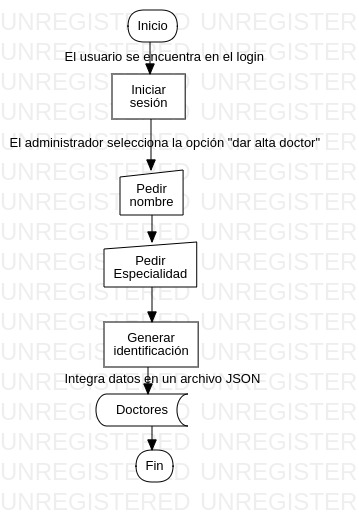 UNREGISTERED UNREGISTERED
Inicio
El usuario se encuentra en el login
Iniciar
sesión
El administrador selecciona la opción "dar alta doctor"
Pedir
nombre
Pedir
Especialidad
Generar
identificación
Integra datos en un archivo JSON
Doctores
Fin